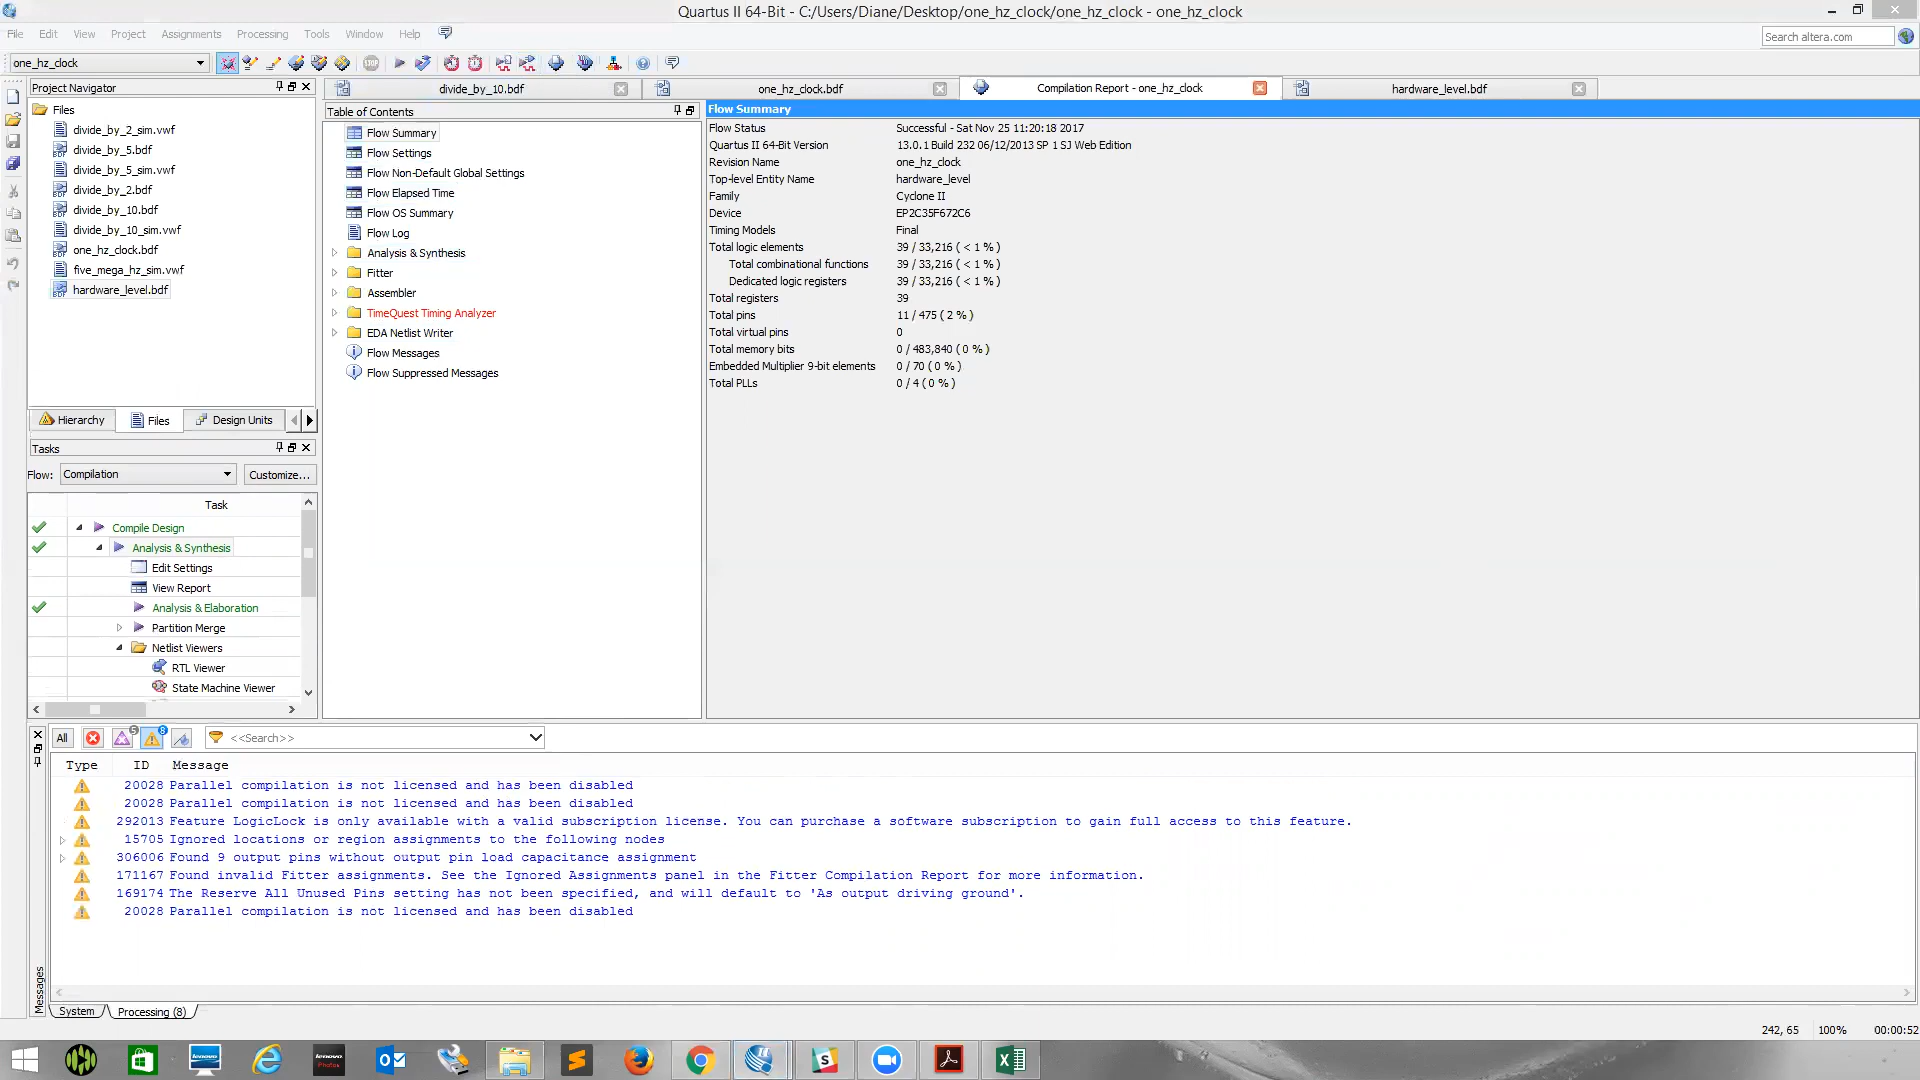 Quartus II 64-Bit - C:/Users/Diane/Desktop/one_hz_clock/one_hz_clock - one_hz_clock
File Edit View Project Assignments Processing Tools Window Help
Search altera.com
one_hz_clock
STOP
Project Navigator
Files
divide_by_2_sim.vwf
divide_by_5.bdf
divide_by_5_sim.vwf
divide_by_2.bdf
divide_by_10.bdf
divide_by_10_sim.vwf
one_hz_clock.bdf
five_mega_hz_sim.vwf
hardware_level.bdf
Hierarchy Files Design Units
Tasks
Flow: Compilation Customize...
Task
Compile Design
Analysis & Synthesis
Edit Settings
View Report
Analysis & Elaboration
Partition Merge
Netlist Viewers
RTL Viewer
State Machine Viewer
divide_by_10.bdf one_hz_clock.bdf Compilation Report - one_hz_clock hardware_level.bdf
Table of Contents
Flow Summary
Flow Settings
Flow Non-Default Global Settings
Flow Elapsed Time
Flow OS Summary
Flow Log
Analysis & Synthesis
Fitter
Assembler
TimeQuest Timing Analyzer
EDA Netlist Writer
Flow Messages
Flow Suppressed Messages
Flow Summary
Flow Status Successful - Sat Nov 25 11:20:18 2017
Quartus II 64-Bit Version 13.0.1 Build 232 06/12/2013 SP 1 SJ Web Edition
Revision Name one_hz_clock
Top-level Entity Name hardware_level
Family Cyclone II
Device EP2C35F672C6
Timing Models Final
Total logic elements 39 / 33,216 ( < 1 % )
Total combinational functions 39 / 33,216 ( < 1 % )
Dedicated logic registers 39 / 33,216 ( < 1 % )
Total registers 39
Total pins 11 / 475 ( 2 % )
Total virtual pins 0
Total memory bits 0 / 483,840 ( 0 % )
Embedded Multiplier 9-bit elements 0 / 70 ( 0 % )
Total PLLs 0 / 4 ( 0 % )
All 5 8 <<Search>>
Type ID Message
20028 Parallel compilation is not licensed and has been disabled
20028 Parallel compilation is not licensed and has been disabled
292013 Feature LogicLock is only available with a valid subscription license. You can purchase a software subscription to gain full access to this feature.
15705 Ignored locations or region assignments to the following nodes
306006 Found 9 output pins without output pin load capacitance assignment
171167 Found invalid Fitter assignments. See the Ignored Assignments panel in the Fitter Compilation Report for more information.
169174 The Reserve All Unused Pins setting has not been specified, and will default to 'As output driving ground'.
20028 Parallel compilation is not licensed and has been disabled
Messages
System Processing (8)
242, 65 100% 00:00:52
lenovo
lenovo
Photos